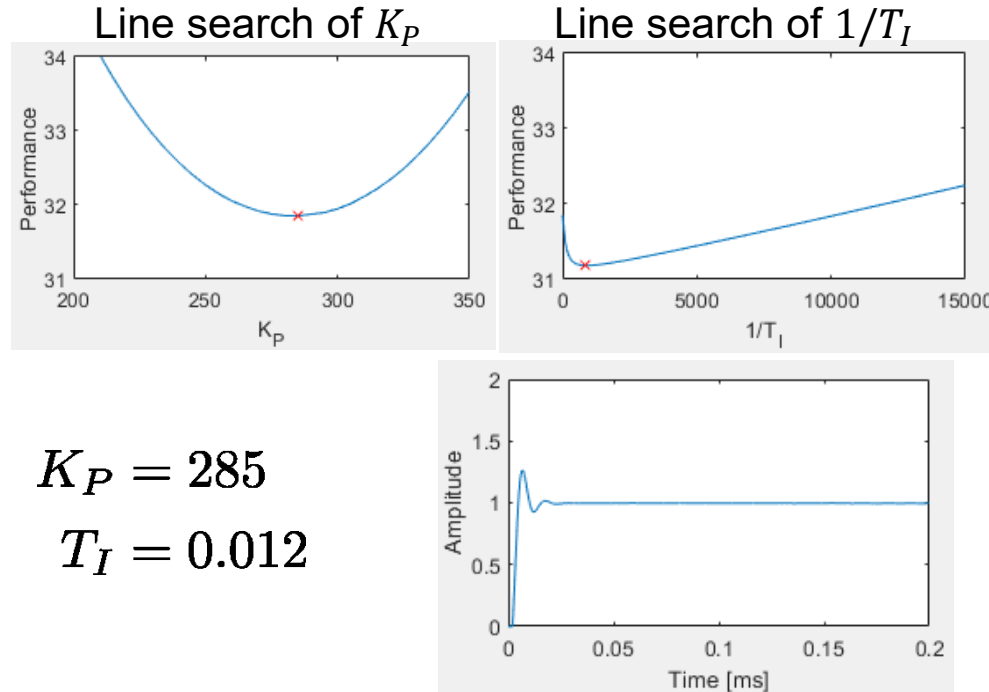 Line search of K_P
Line search of 1/T_I
34
33
32
31
Performance
200
250
300
350
K_P
34
33
32
31
Performance
0
5000
10000
15000
1/T_I
K_P = 285
T_I = 0.012
2
1.5
1
0.5
0
Amplitude
0
0.05
0.1
0.15
0.2
Time [ms]